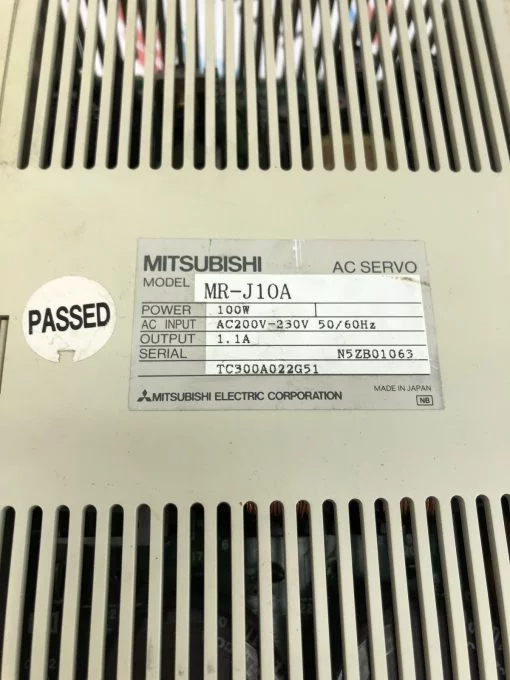 MITSUBISHI AC SERVO
MODEL MR-J10A
POWER 100W
AC INPUT AC200V-230V 50/60Hz
OUTPUT 1.1A
SERIAL N5ZB01063
TC300A022G51
MITSUBISHI ELECTRIC CORPORATION
MADE IN JAPAN
NB
PASSED